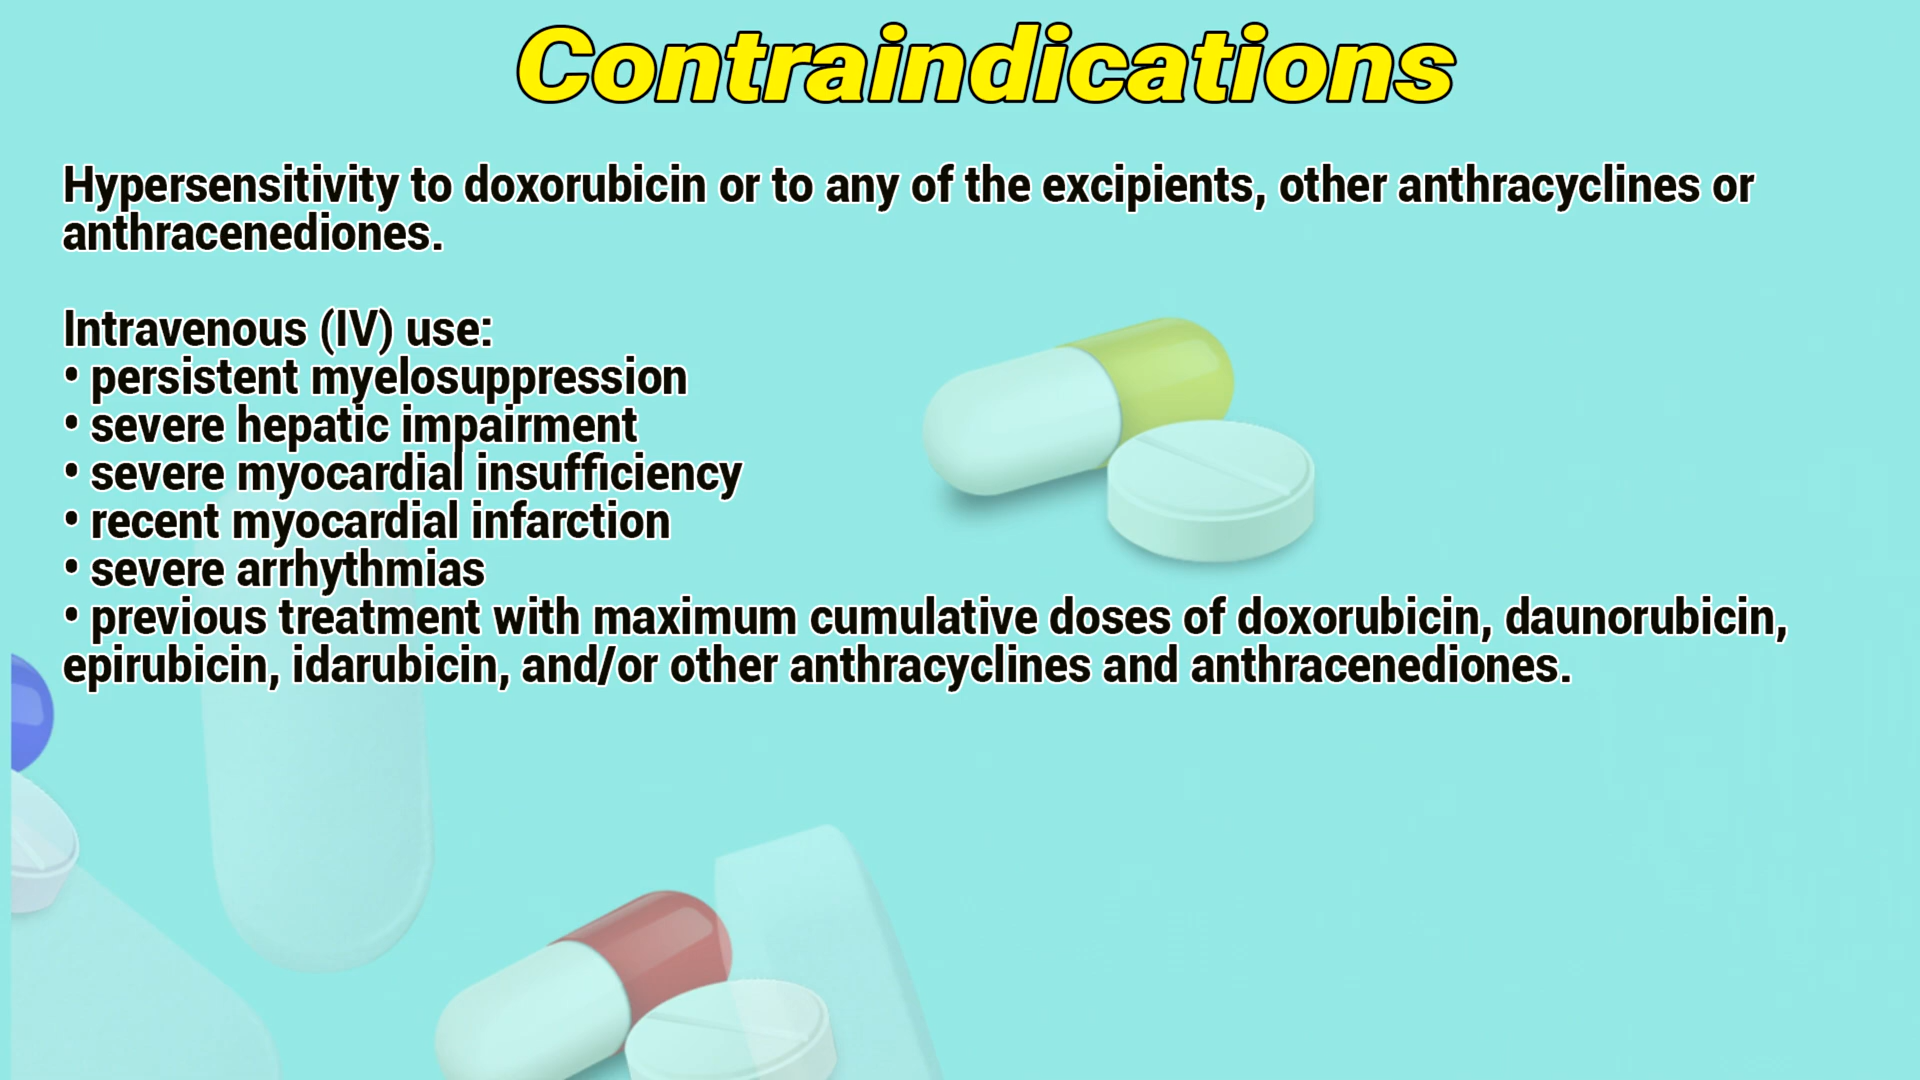 Contraindications
Hypersensitivity to doxorubicin or to any of the excipients, other anthracyclines or
anthracenediones.
Intravenous (IV) use:
• persistent myelosuppression
• severe hepatic impairment
• severe myocardial insufficiency
• recent myocardial infarction
• severe arrhythmias
• previous treatment with maximum cumulative doses of doxorubicin, daunorubicin,
epirubicin, idarubicin, and/or other anthracyclines and anthracenediones.